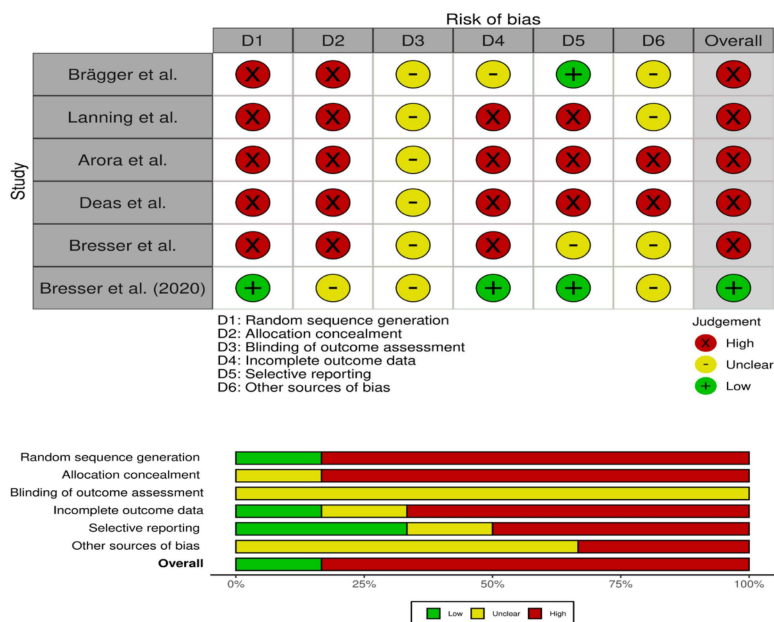 Risk of bias
D1 D2 D3 D4 D5 D6 Overall
Study
Brägger et al. X X - - + - X
Lanning et al. X X - X X - X
Arora et al. X X - X X X X
Deas et al. X X - X X X X
Bresser et al. X X - X - - X
Bresser et al. (2020) + - - + + - +
D1: Random sequence generation
D2: Allocation concealment
D3: Blinding of outcome assessment
D4: Incomplete outcome data
D5: Selective reporting
D6: Other sources of bias
Judgement
X High
- Unclear
+ Low
Random sequence generation
Allocation concealment
Blinding of outcome assessment
Incomplete outcome data
Selective reporting
Other sources of bias
Overall
0% 25% 50% 75% 100%
Low Unclear High